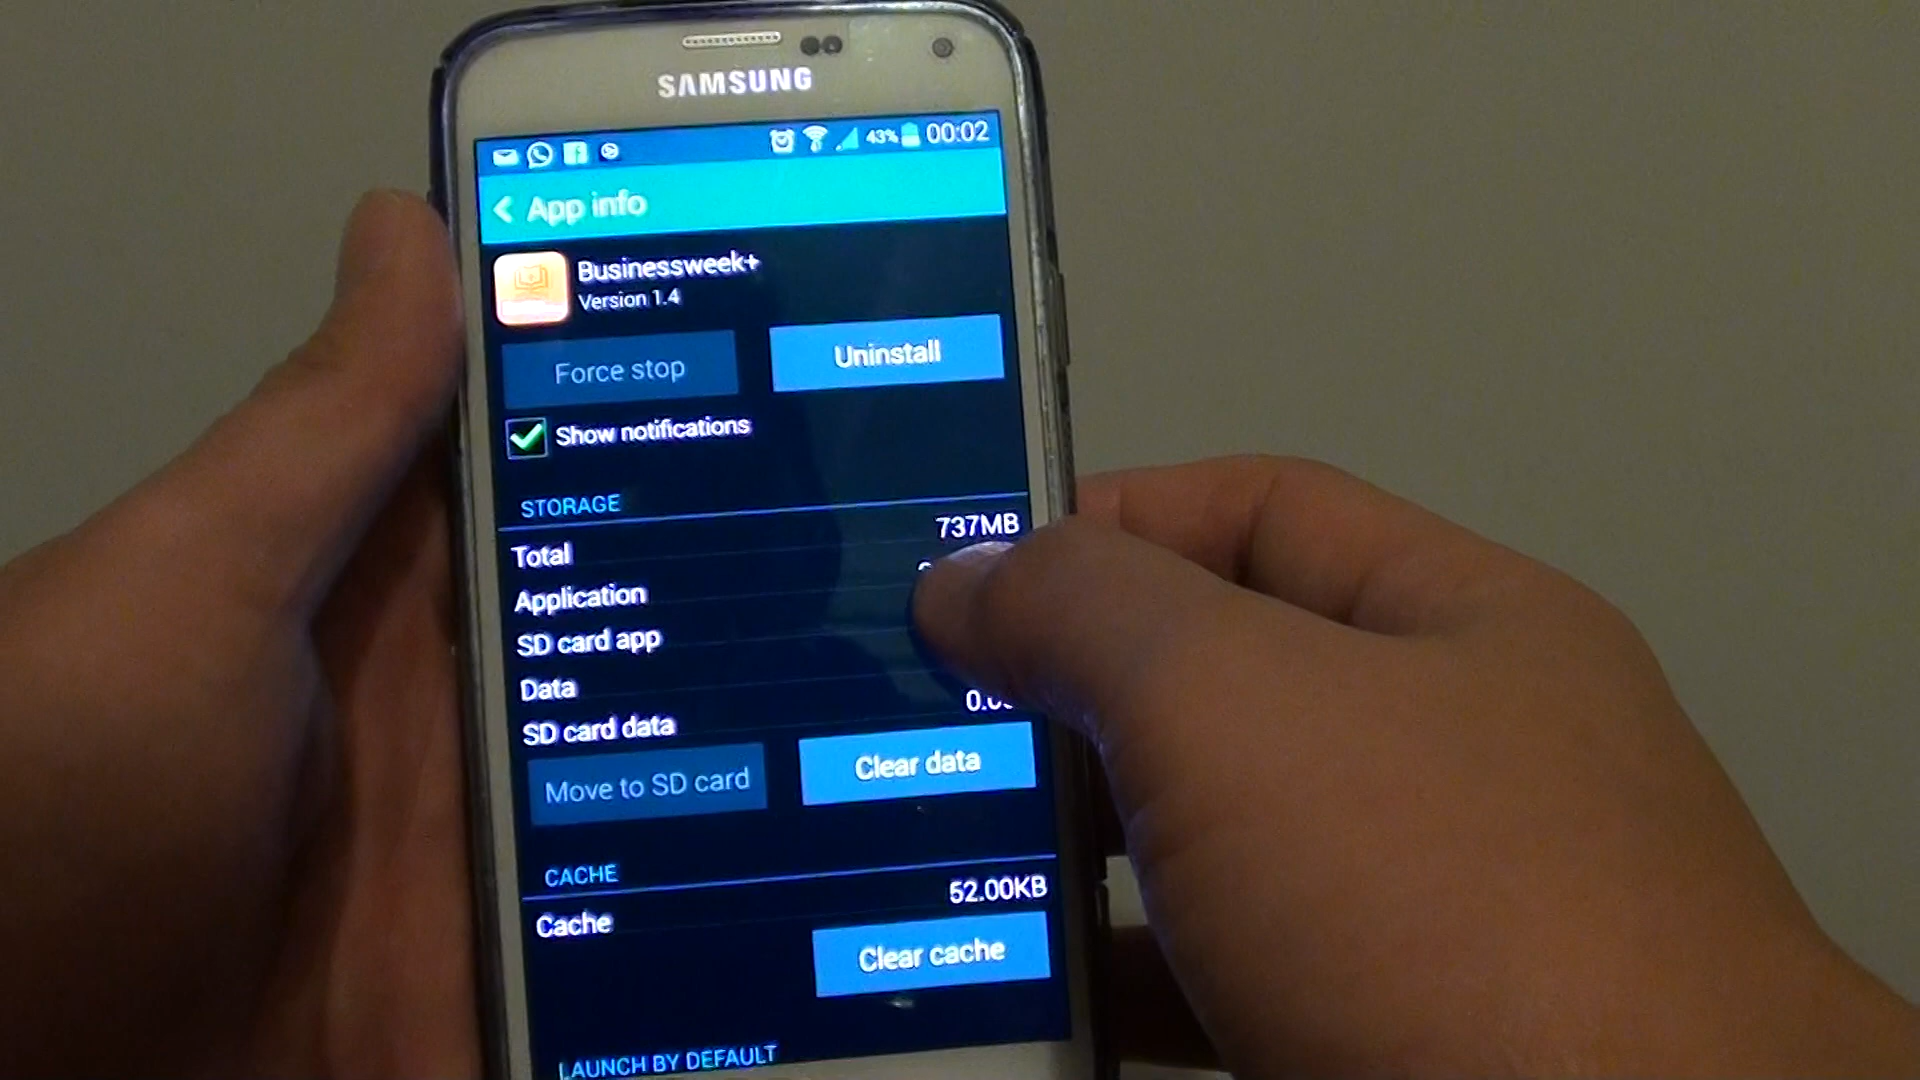 SAMSUNG
43% 00:02
App info
Businessweek+
Version 1.4
Force stop
Uninstall
Show notifications
STORAGE
Total 737MB
Application
SD card app
Data
SD card data
Move to SD card
Clear data
CACHE
Cache 52.00KB
Clear cache
LAUNCH BY DEFAULT